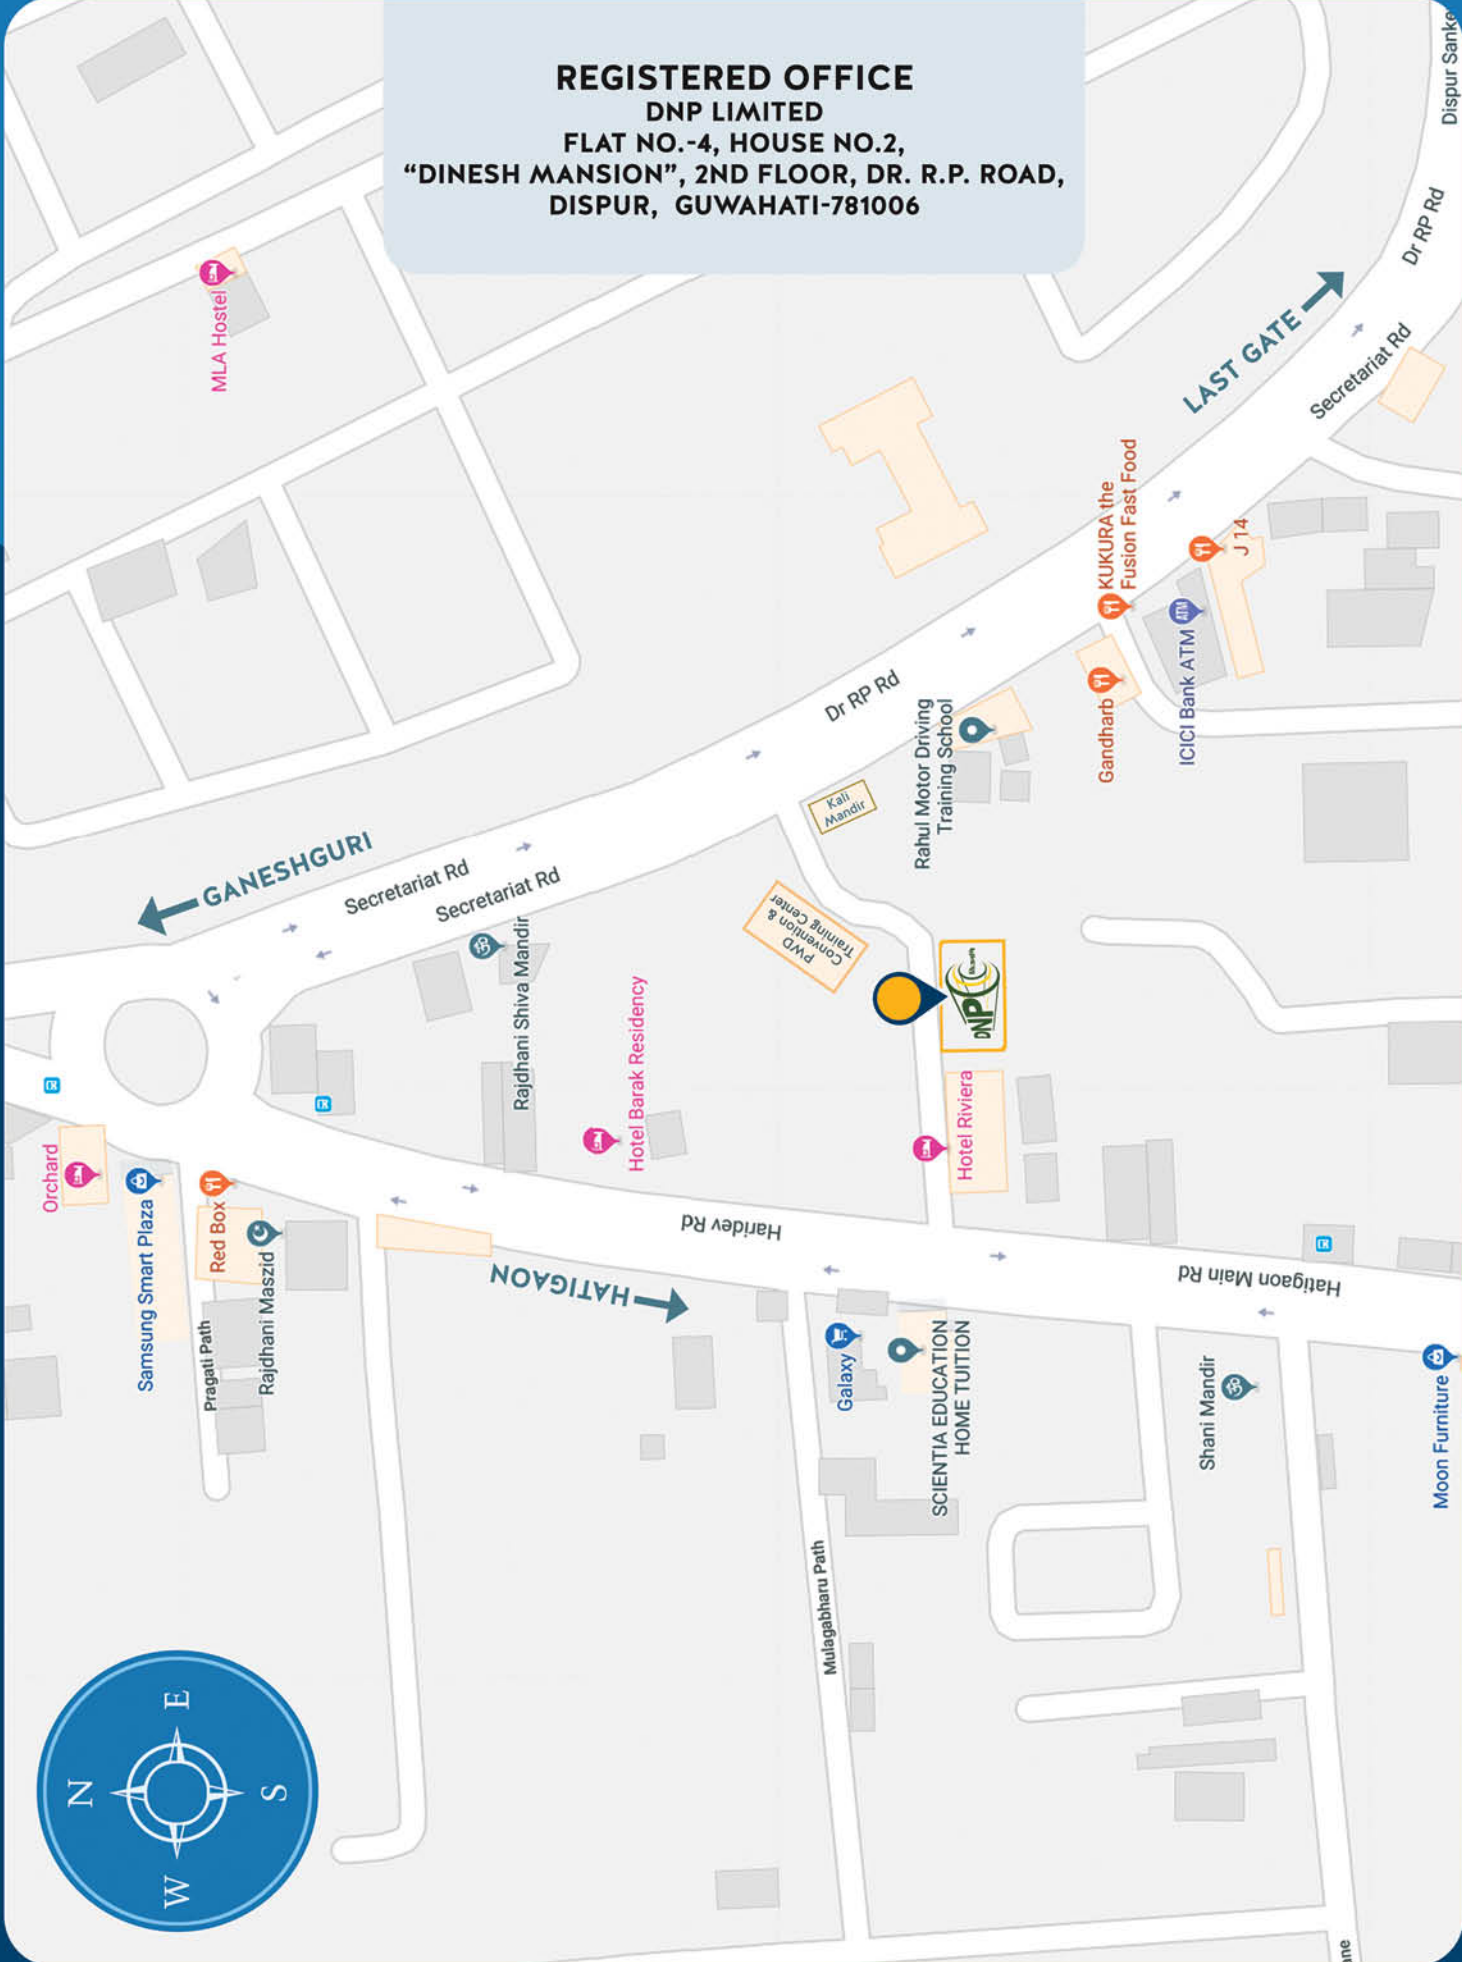 REGISTERED OFFICE
DNP LIMITED
FLAT NO.-4, HOUSE NO.2,
“DINESH MANSION”, 2ND FLOOR, DR. R.P. ROAD,
DISPUR, GUWAHATI-781006
Dispur Sanke
MLA Hostel
Dr RP Rd
LAST GATE
Secretariat Rd
KUKURA the
Fusion Fast Food
J 14
ATM
ICICI Bank ATM
Gandharb
Dr RP Rd
Rahul Motor Driving
Training School
Kali
Mandir
GANESHGURI
Secretariat Rd
Secretariat Rd
PWD
Convention &
Training Center
Rajdhani Shiva Mandir
DNP
Hotel Barak Residency
Hotel Riviera
Orchard
Samsung Smart Plaza
Red Box
Rajdhani Maszid
Pragati Path
Haridev Rd
HATIGAON
Hatigaon Main Rd
Galaxy
SCIENTIA EDUCATION
HOME TUITION
Shani Mandir
Moon Furniture
Mulagabharu Path
N
E
S
W
ane